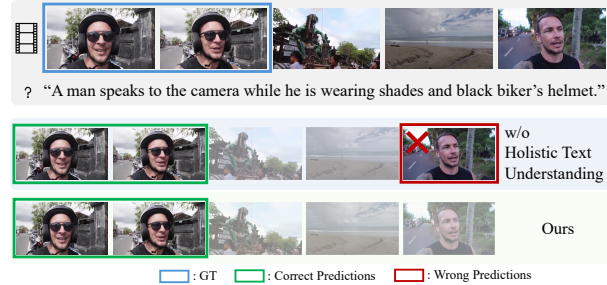 ? “A man speaks to the camera while he is wearing shades and black biker’s helmet.”
w/o
Holistic Text
Understanding
Ours
: GT : Correct Predictions : Wrong Predictions